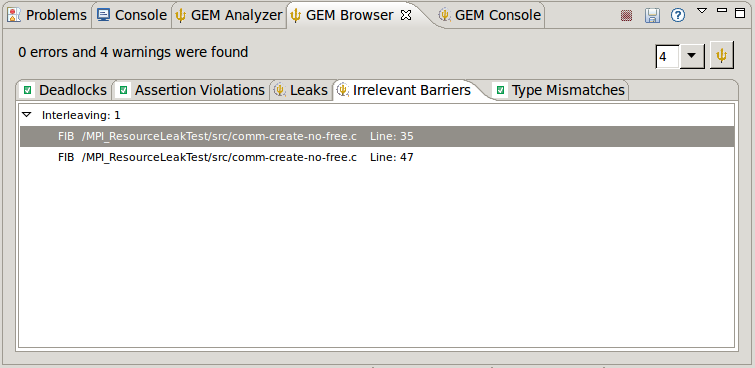 Problems Console GEM Analyzer GEM Browser GEM Console
0 errors and 4 warnings were found 4
Deadlocks Assertion Violations Leaks Irrelevant Barriers Type Mismatches
Interleaving: 1
FIB /MPI_ResourceLeakTest/src/comm-create-no-free.c Line: 35
FIB /MPI_ResourceLeakTest/src/comm-create-no-free.c Line: 47